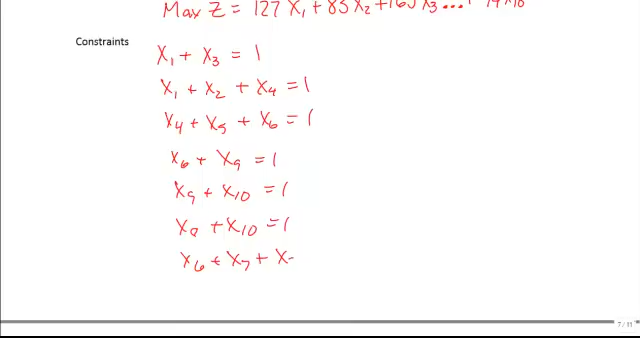 Max Z = 127 X₁ + 83 X₂ + 165 X₃ ...
Constraints
X₁ + X₃ = 1
X₁ + X₂ + X₄ = 1
X₄ + X₅ + X₆ = 1
X₆ + X₉ = 1
X₉ + X₁₀ = 1
X₈ + X₁₀ = 1
X₆ + X₇ + X
7 / 11